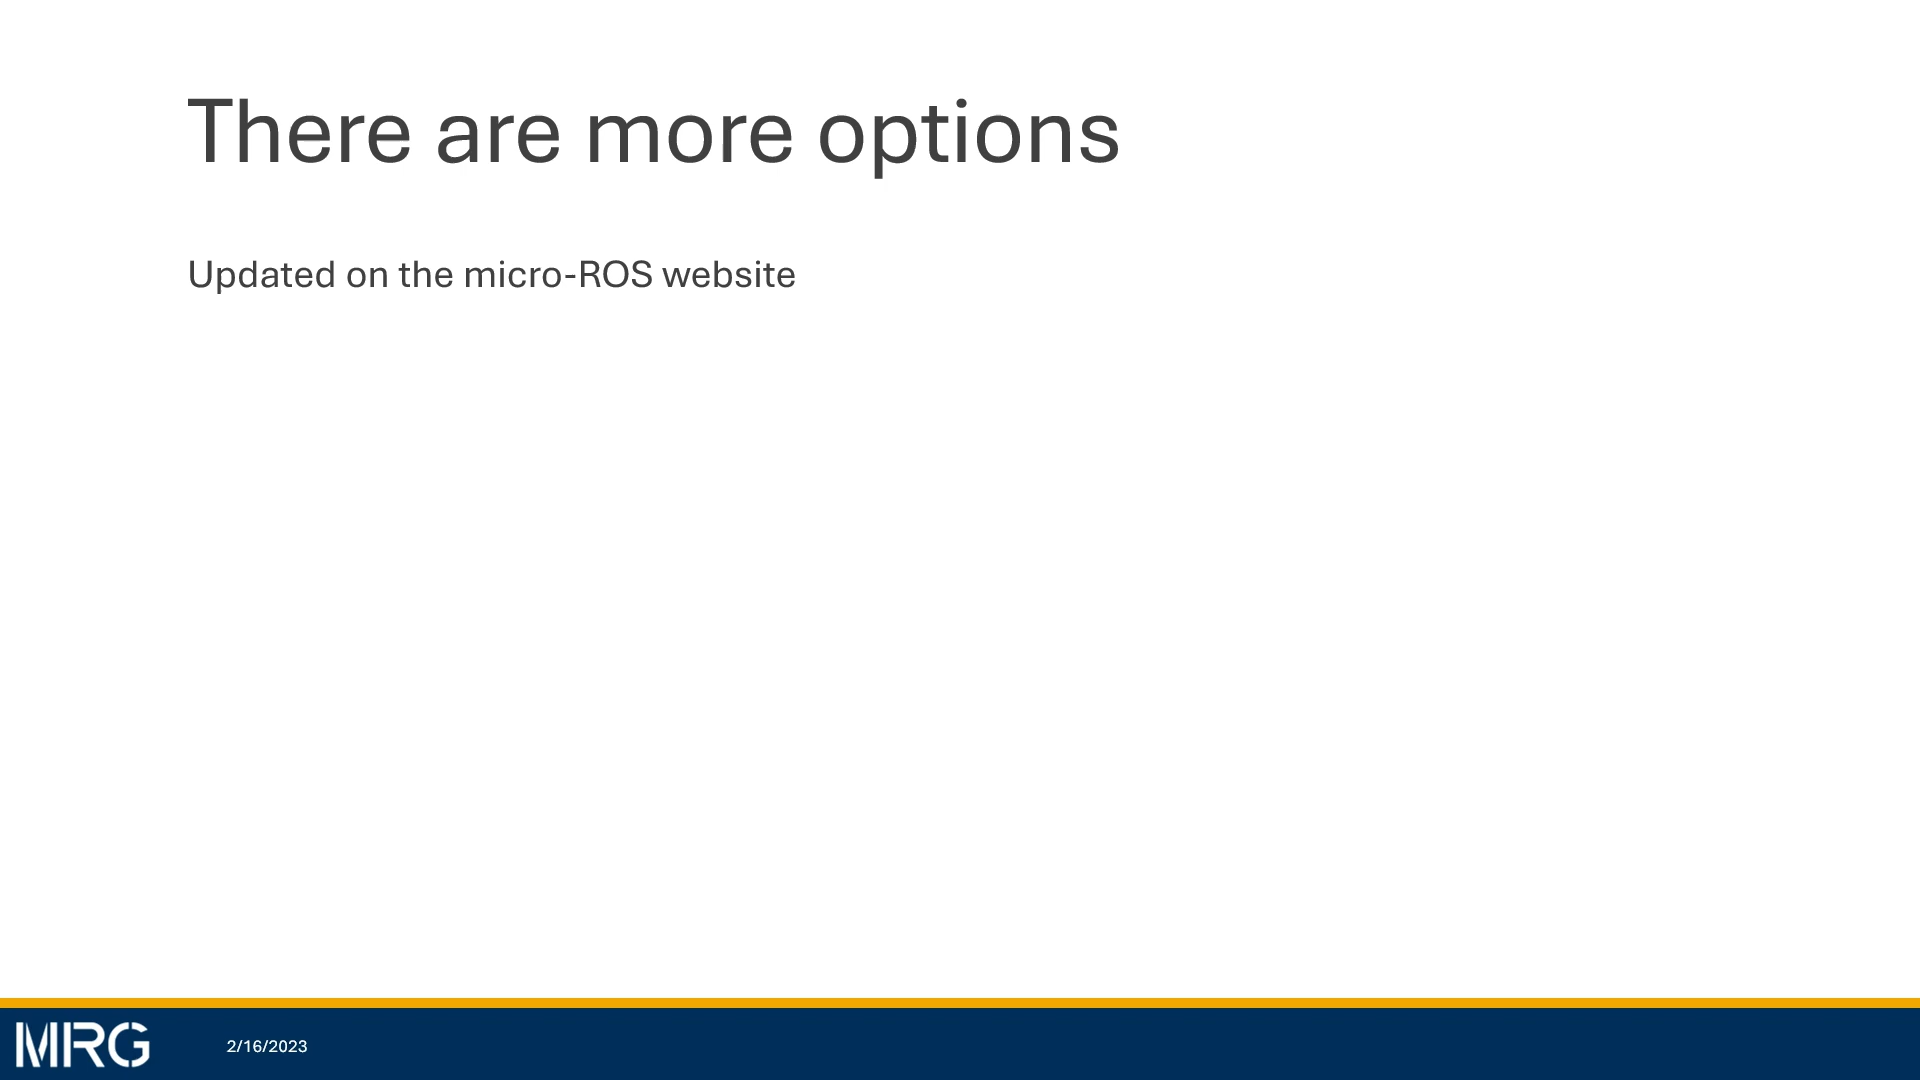 There are more options
Updated on the micro-ROS website
MRG
2/16/2023